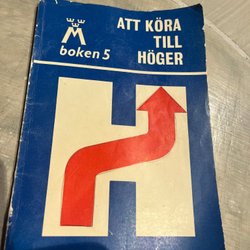 M
boken 5
ATT KÖRA
TILL
HÖGER
H